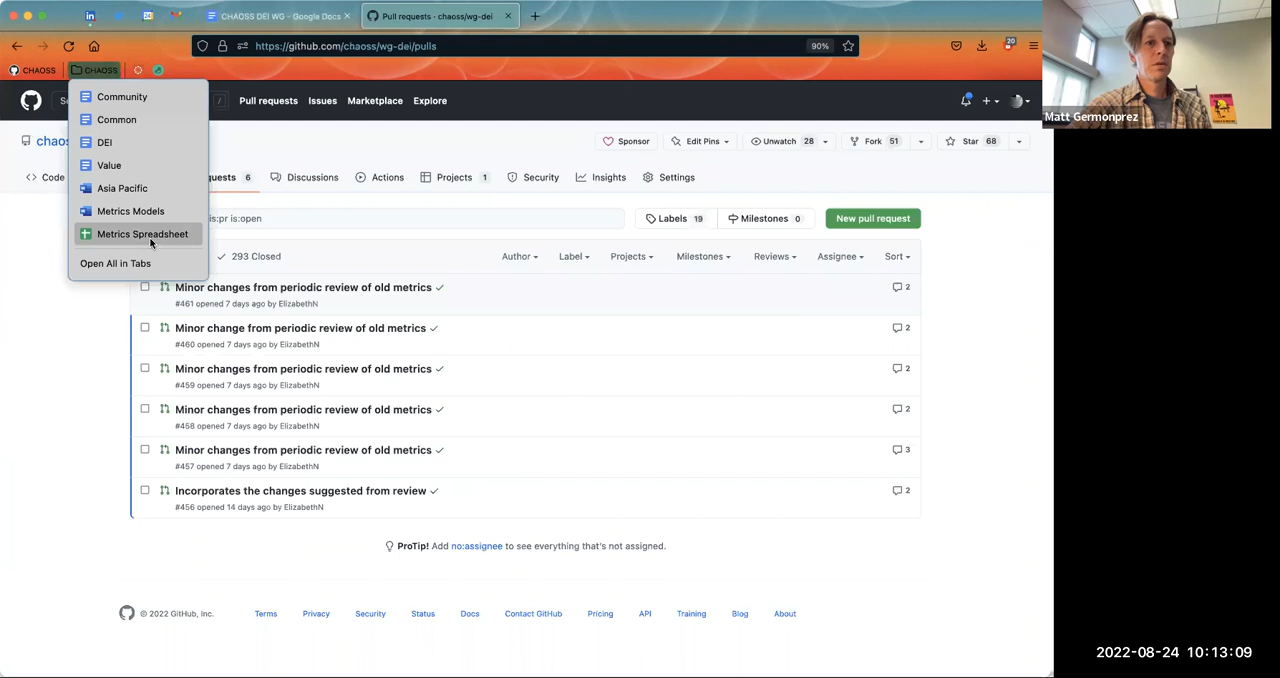 CHAOSS DEI WG - Google Docs
Pull requests · chaoss/wg-dei
https://github.com/chaoss/wg-dei/pulls
90%
20
CHAOSS
CHAOSS
Community
Common
DEI
Value
Asia Pacific
Metrics Models
Metrics Spreadsheet
Open All in Tabs
/
Pull requests
Issues
Marketplace
Explore
Matt Germonprez
chaos
Sponsor
Edit Pins
Unwatch 28
Fork 51
Star 68
Code
quests 6
Discussions
Actions
Projects 1
Security
Insights
Settings
is:pr is:open
Labels 19
Milestones 0
New pull request
293 Closed
Author
Label
Projects
Milestones
Reviews
Assignee
Sort
Minor changes from periodic review of old metrics
2
#461 opened 7 days ago by ElizabethN
Minor change from periodic review of old metrics
2
#460 opened 7 days ago by ElizabethN
Minor changes from periodic review of old metrics
2
#459 opened 7 days ago by ElizabethN
Minor changes from periodic review of old metrics
2
#458 opened 7 days ago by ElizabethN
Minor changes from periodic review of old metrics
3
#457 opened 7 days ago by ElizabethN
Incorporates the changes suggested from review
2
#456 opened 14 days ago by ElizabethN
ProTip! Add no:assignee to see everything that's not assigned.
© 2022 GitHub, Inc.
Terms
Privacy
Security
Status
Docs
Contact GitHub
Pricing
API
Training
Blog
About
2022-08-24 10:13:09